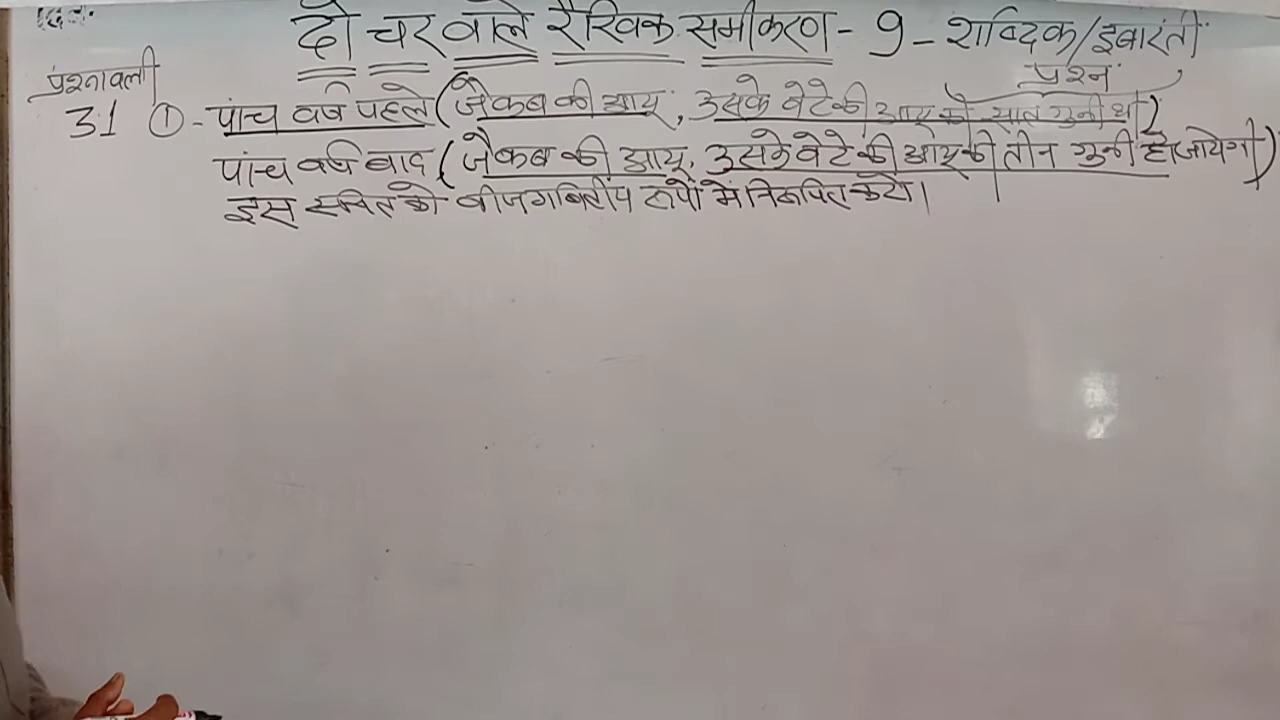 दो चर वाले रैखिक समीकरण - 9 - शाब्दिक/इबारती
प्रश्न
प्रश्नावली
3.1 ① - पांच वर्ष पहले (जैकब की आयु, उसके बेटे की आयु की सात गुनी थी)
पांच वर्ष बाद (जैकब की आयु, उसके बेटे की आयु की तीन गुनी हो जायेगी)
इस स्थिति को बीजगणितीय रूपों में निरूपित करो।